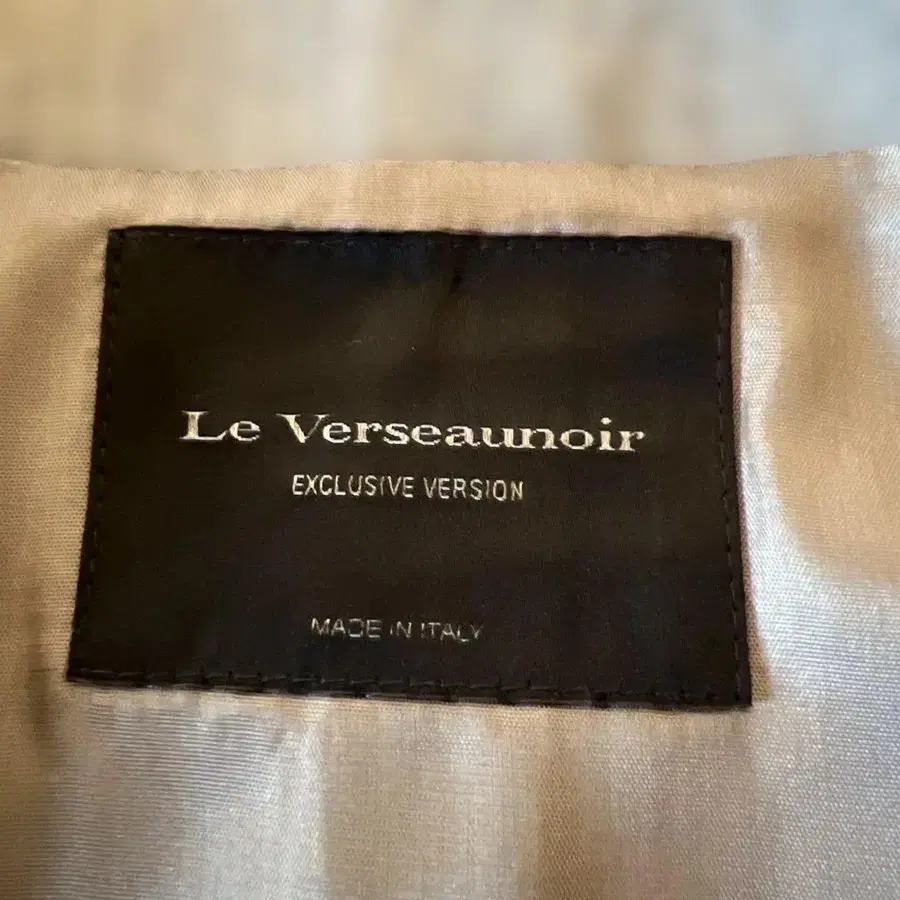 Le Verseaunoir
EXCLUSIVE VERSION
MADE IN ITALY